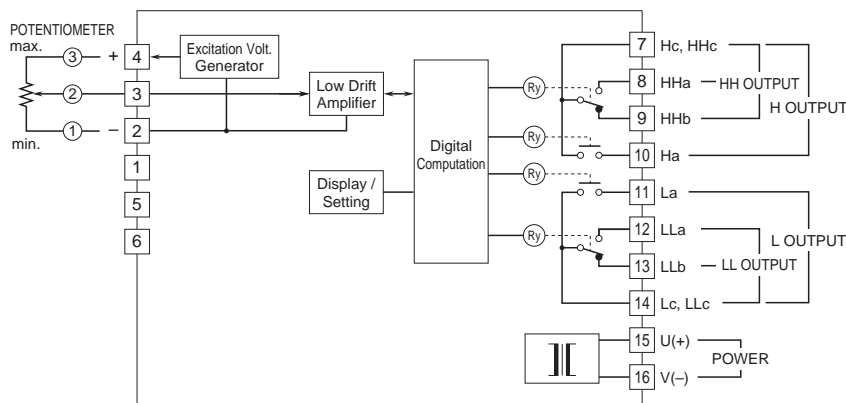 POTENTIOMETER
max.
3
+
4
Excitation Volt.
Generator
2
3
Low Drift
Amplifier
1
–
2
min.
1
5
6
Display /
Setting
Digital
Computation
Ry
Ry
Ry
Ry
7 Hc, HHc
8 HHa
HH OUTPUT
9 HHb
H OUTPUT
10 Ha
11 La
12 LLa
L OUTPUT
13 LLb
LL OUTPUT
14 Lc, LLc
15 U(+)
POWER
16 V(–)